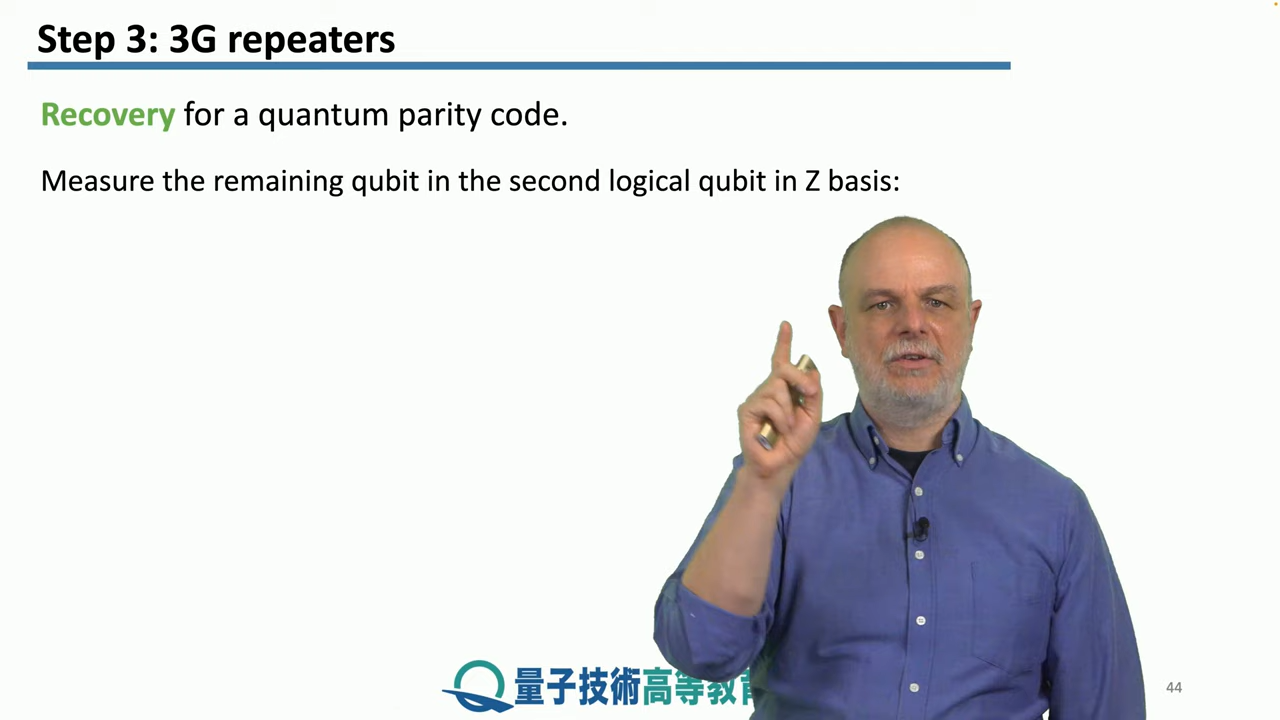 Step 3: 3G repeaters
Recovery for a quantum parity code.
Measure the remaining qubit in the second logical qubit in Z basis:
量子技術高等教育
44